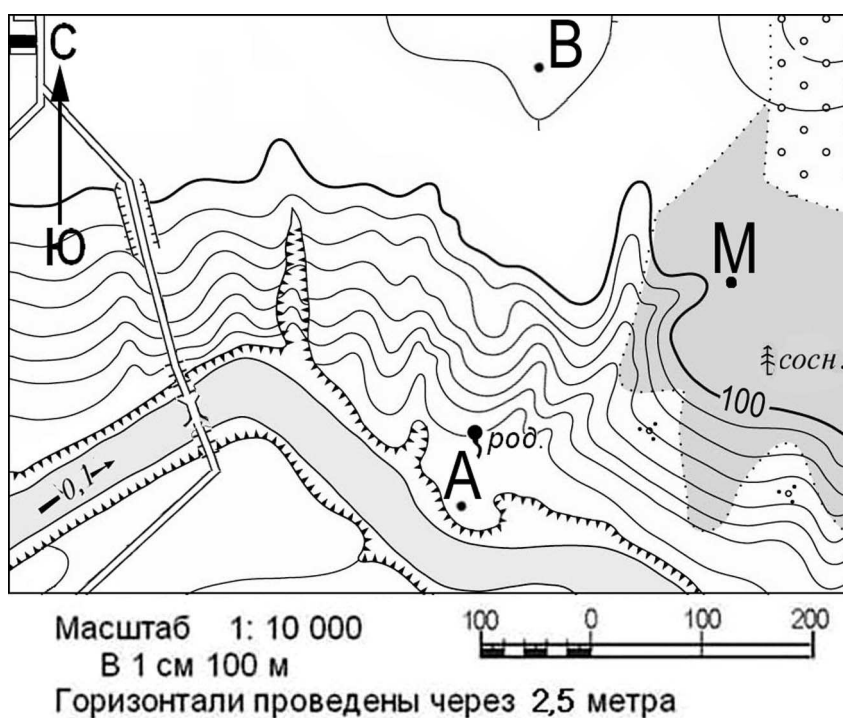 С
В
Ю
М
сосн.
100
род.
А
0,1
Масштаб 1: 10 000
В 1 см 100 м
Горизонтали проведены через 2,5 метра
100 0 100 200